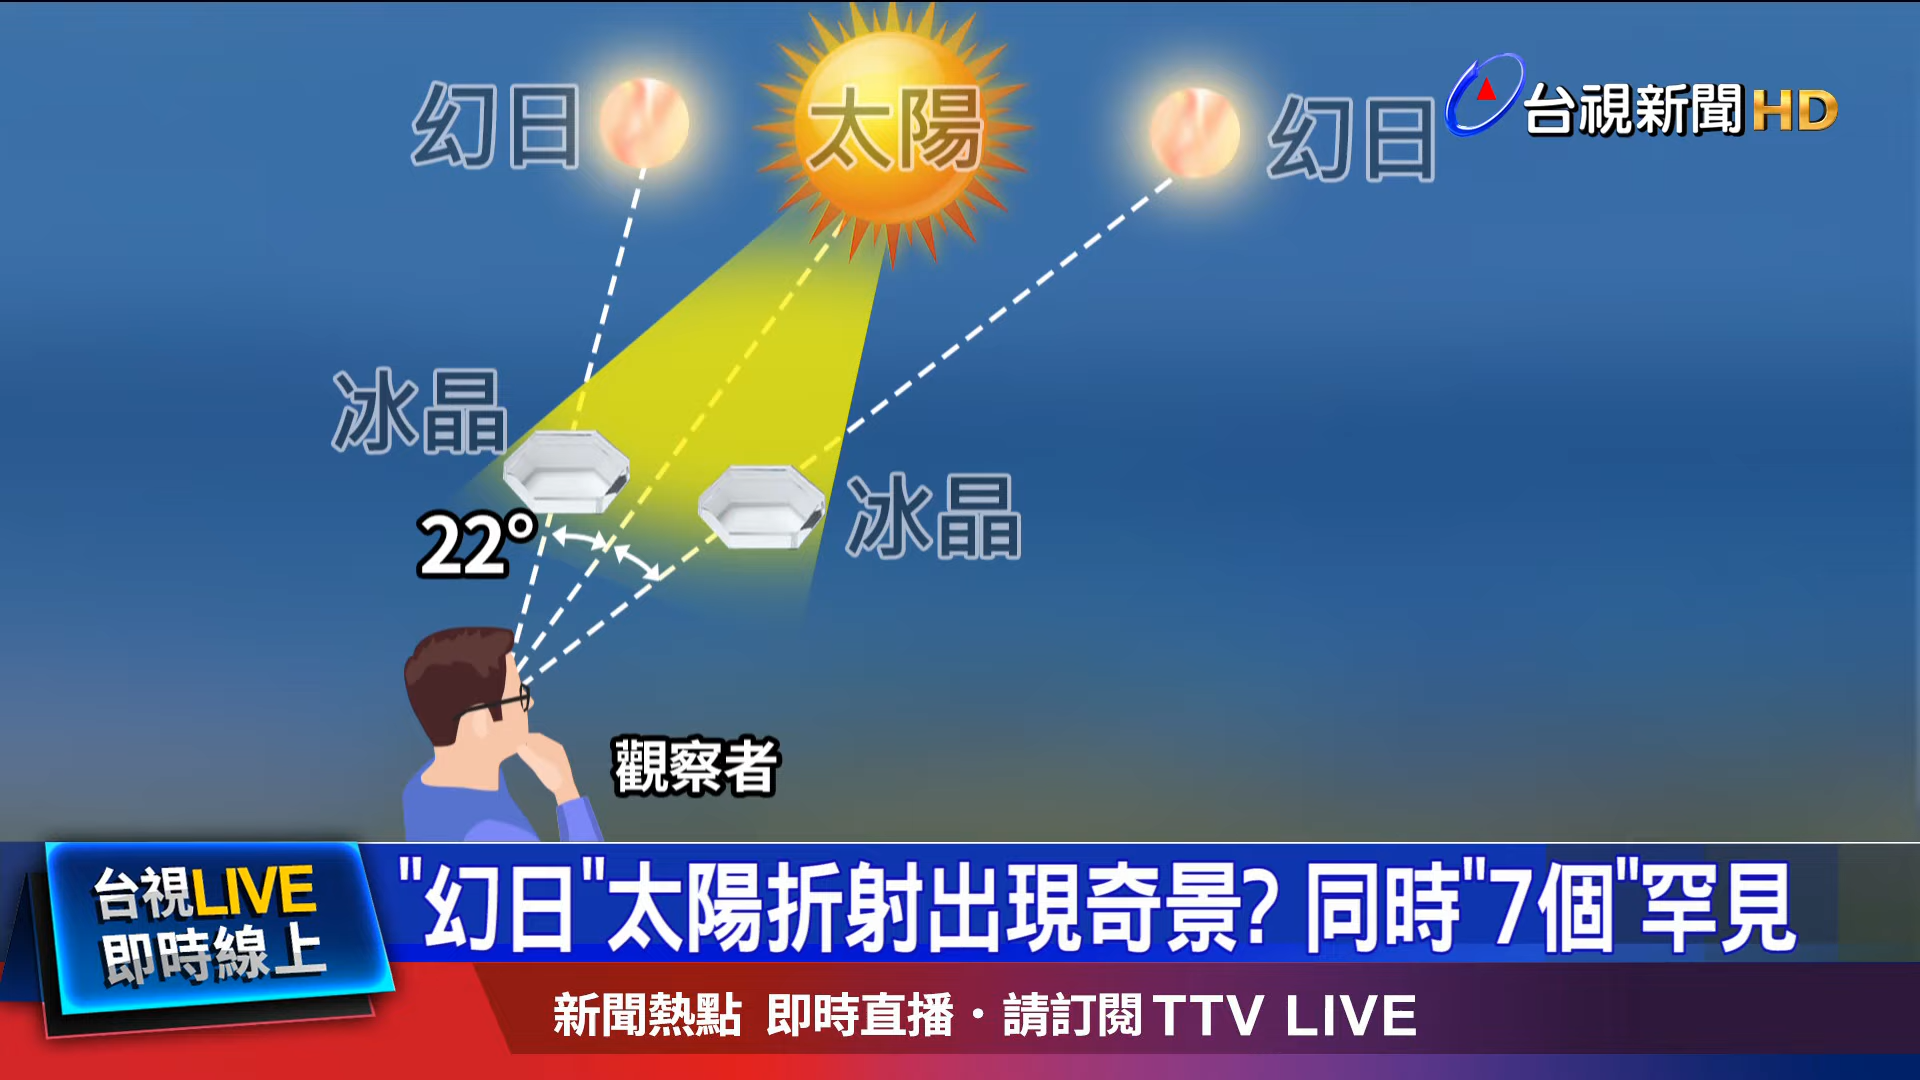 幻日
太陽
幻日
台視新聞HD
冰晶
冰晶
22°
觀察者
台視LIVE
即時線上
"幻日"太陽折射出現奇景? 同時"7個"罕見
新聞熱點 即時直播・請訂閱TTV LIVE